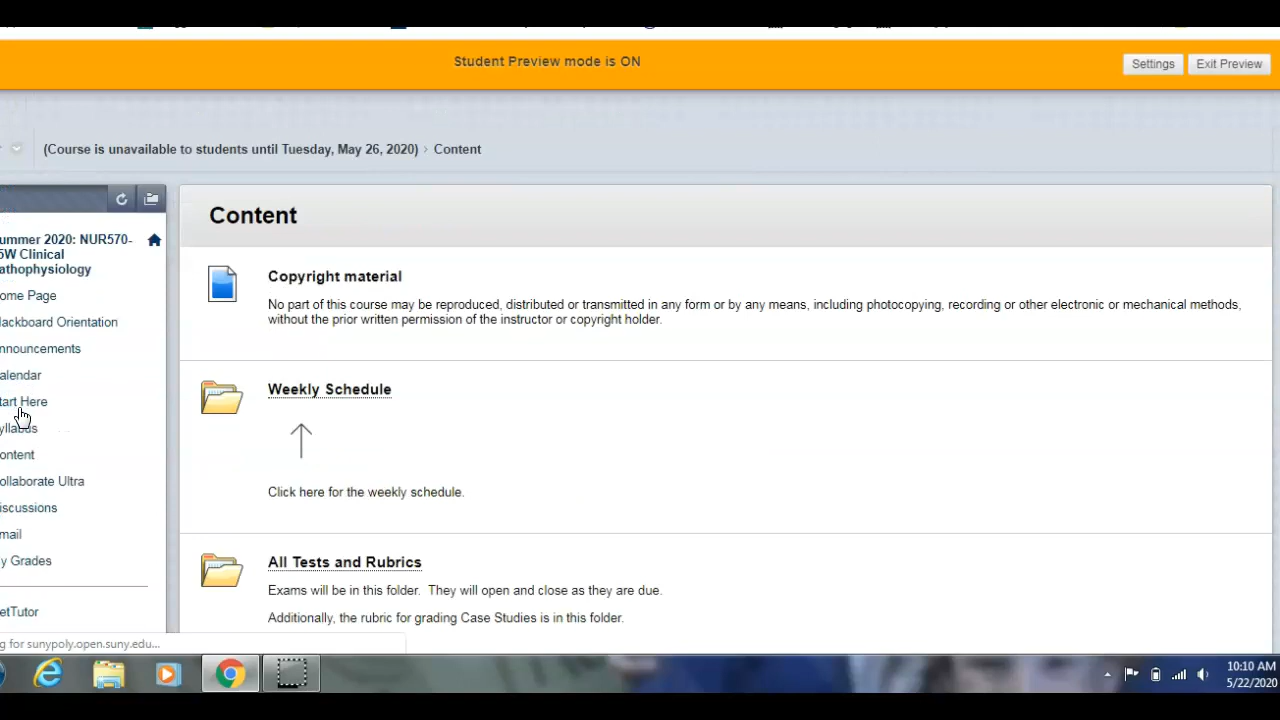 Student Preview mode is ON
Settings
Exit Preview
(Course is unavailable to students until Tuesday, May 26, 2020) › Content
ummer 2020: NUR570-
5W Clinical
athophysiology
ome Page
lackboard Orientation
nnouncements
alendar
tart Here
yllabus
ontent
ollaborate Ultra
iscussions
mail
y Grades
etTutor
Content
Copyright material
No part of this course may be reproduced, distributed or transmitted in any form or by any means, including photocopying, recording or other electronic or mechanical methods,
without the prior written permission of the instructor or copyright holder.
Weekly Schedule
Click here for the weekly schedule.
All Tests and Rubrics
Exams will be in this folder. They will open and close as they are due.
Additionally, the rubric for grading Case Studies is in this folder.
g for sunypoly.open.suny.edu...
10:10 AM
5/22/2020